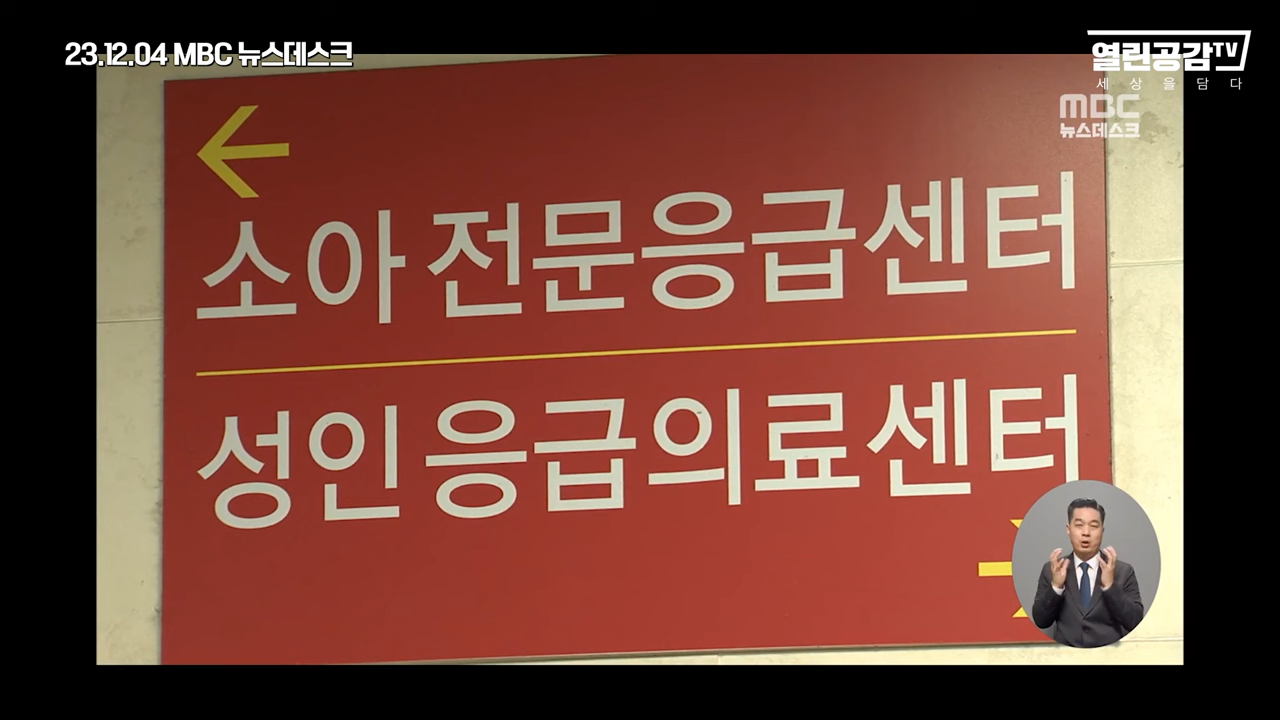 23.12.04 MBC 뉴스데스크
열린공감TV
세상을담다
MBC
뉴스데스크
소아 전문응급센터
성인 응급의료센터